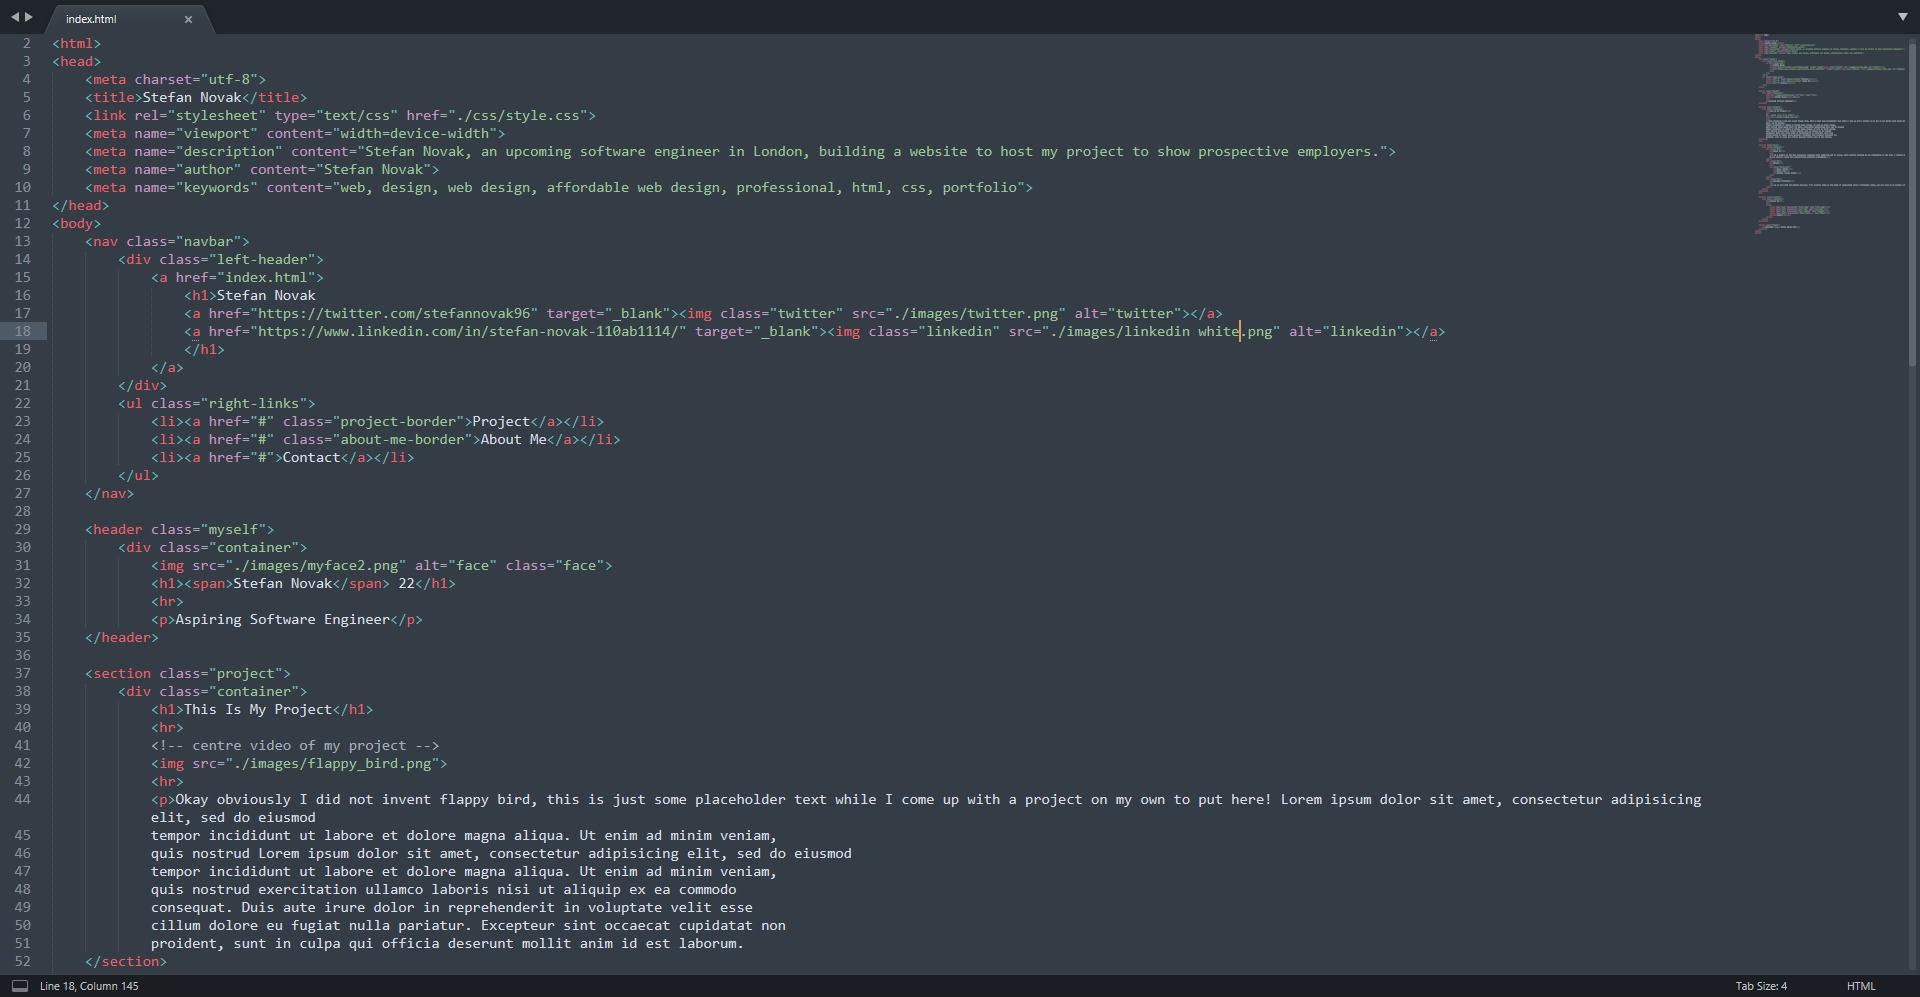 index.html ×
2 <html>
3 <head>
4 <meta charset="utf-8">
5 <title>Stefan Novak</title>
6 <link rel="stylesheet" type="text/css" href="./css/style.css">
7 <meta name="viewport" content="width=device-width">
8 <meta name="description" content="Stefan Novak, an upcoming software engineer in London, building a website to host my project to show prospective employers.">
9 <meta name="author" content="Stefan Novak">
10 <meta name="keywords" content="web, design, web design, affordable web design, professional, html, css, portfolio">
11 </head>
12 <body>
13 <nav class="navbar">
14 <div class="left-header">
15 <a href="index.html">
16 <h1>Stefan Novak
17 <a href="https://twitter.com/stefannovak96" target="_blank"><img class="twitter" src="./images/twitter.png" alt="twitter"></a>
18 <a href="https://www.linkedin.com/in/stefan-novak-110ab1114/" target="_blank"><img class="linkedin" src="./images/linkedin white.png" alt="linkedin"></a>
19 </h1>
20 </a>
21 </div>
22 <ul class="right-links">
23 <li><a href="#" class="project-border">Project</a></li>
24 <li><a href="#" class="about-me-border">About Me</a></li>
25 <li><a href="#">Contact</a></li>
26 </ul>
27 </nav>
28
29 <header class="myself">
30 <div class="container">
31 <img src="./images/myface2.png" alt="face" class="face">
32 <h1><span>Stefan Novak</span> 22</h1>
33 <hr>
34 <p>Aspiring Software Engineer</p>
35 </header>
36
37 <section class="project">
38 <div class="container">
39 <h1>This Is My Project</h1>
40 <hr>
41 <!-- centre video of my project -->
42 <img src="./images/flappy_bird.png">
43 <hr>
44 <p>Okay obviously I did not invent flappy bird, this is just some placeholder text while I come up with a project on my own to put here! Lorem ipsum dolor sit amet, consectetur adipisicing
elit, sed do eiusmod
45 tempor incididunt ut labore et dolore magna aliqua. Ut enim ad minim veniam,
46 quis nostrud Lorem ipsum dolor sit amet, consectetur adipisicing elit, sed do eiusmod
47 tempor incididunt ut labore et dolore magna aliqua. Ut enim ad minim veniam,
48 quis nostrud exercitation ullamco laboris nisi ut aliquip ex ea commodo
49 consequat. Duis aute irure dolor in reprehenderit in voluptate velit esse
50 cillum dolore eu fugiat nulla pariatur. Excepteur sint occaecat cupidatat non
51 proident, sunt in culpa qui officia deserunt mollit anim id est laborum.
52 </section>
Line 18, Column 145
Tab Size: 4
HTML